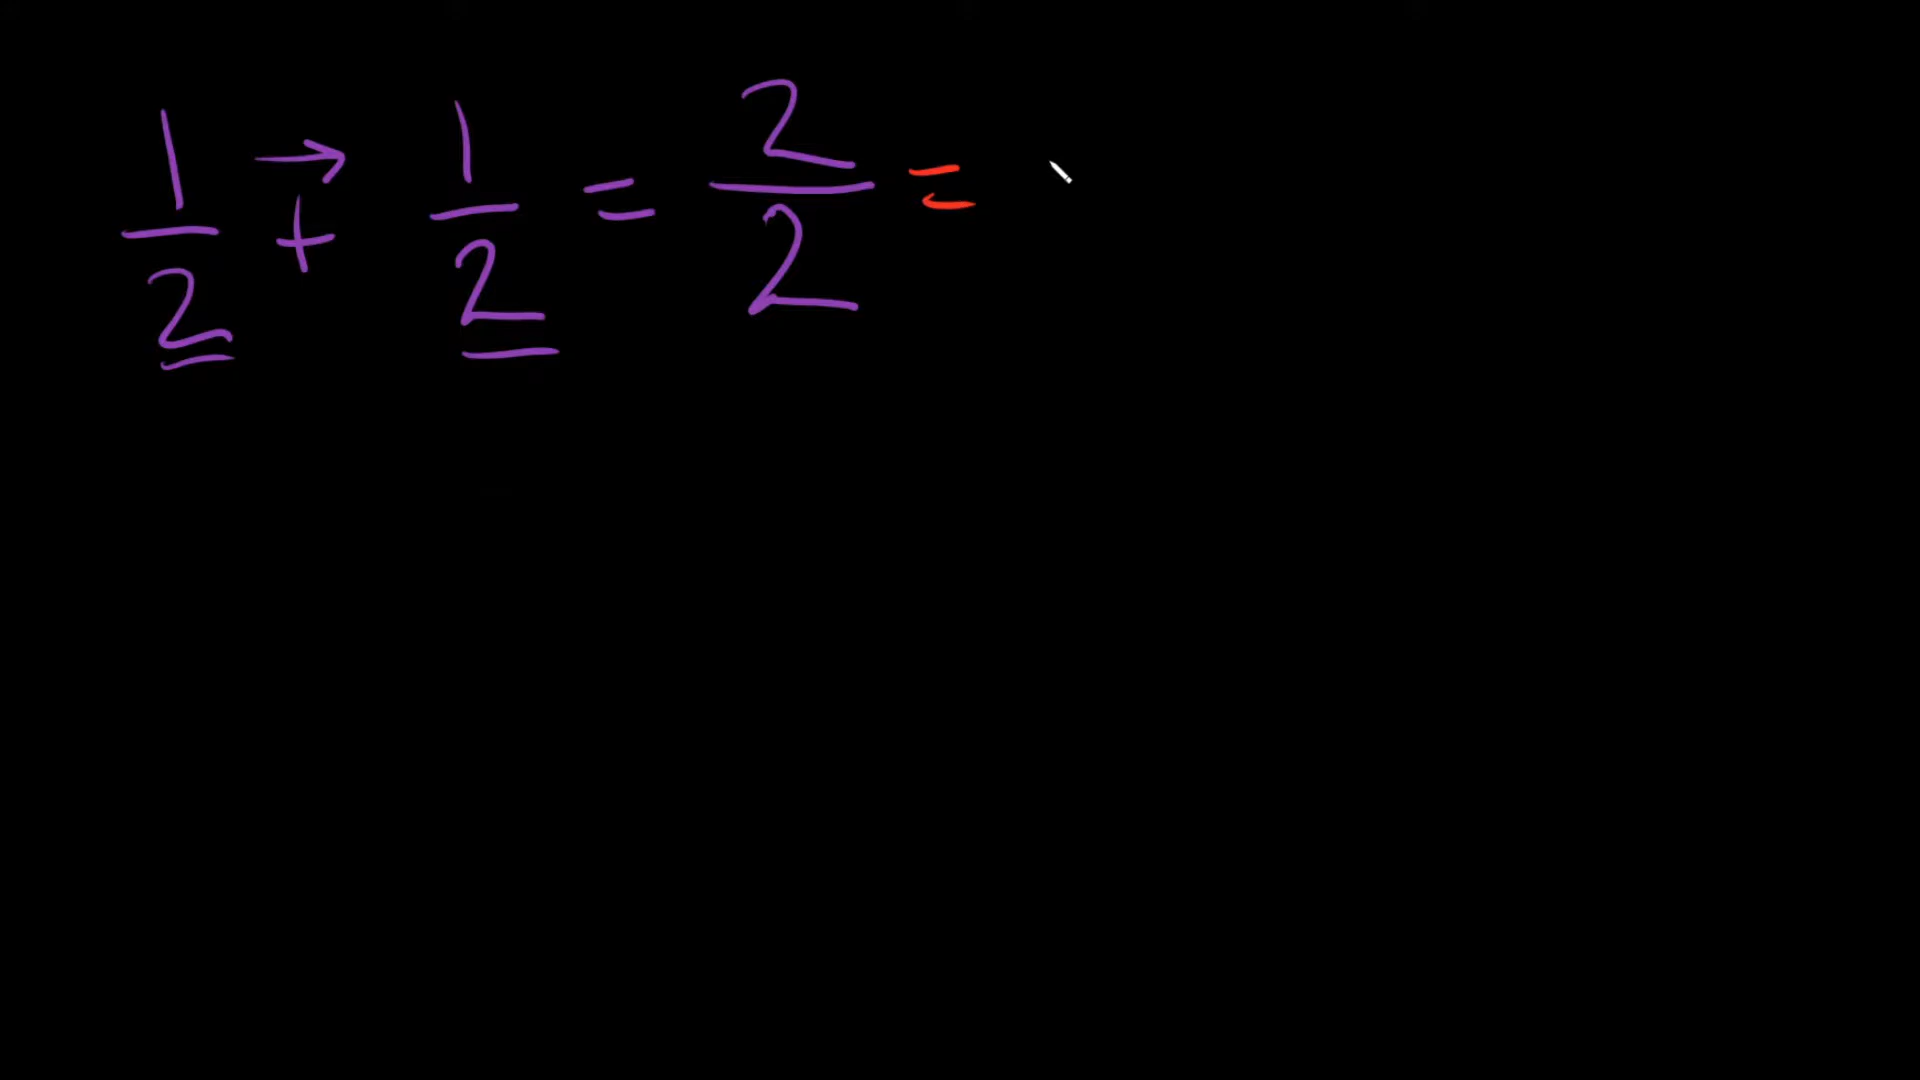 1/2 + → 1/2 = 2/2 =